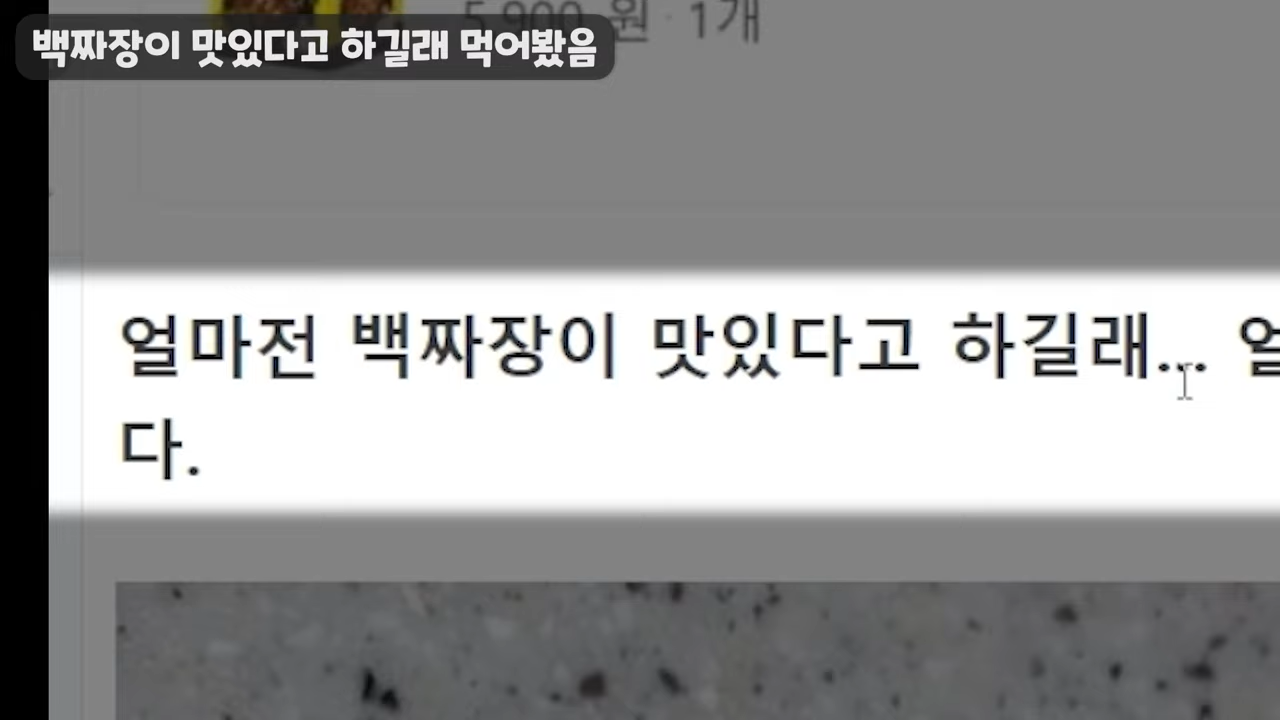 5,900 원 · 1개
백짜장이 맛있다고 하길래 먹어봤음
얼마전 백짜장이 맛있다고 하길래...
다.